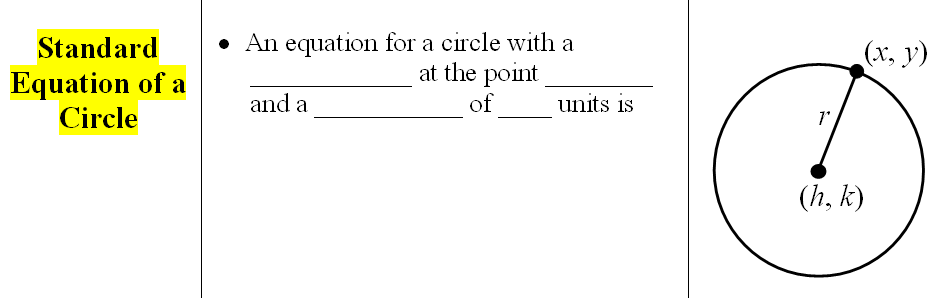 Standard
Equation of a
Circle
• An equation for a circle with a
____________ at the point ________
and a ___________ of ____ units is
(x, y)
r
(h, k)